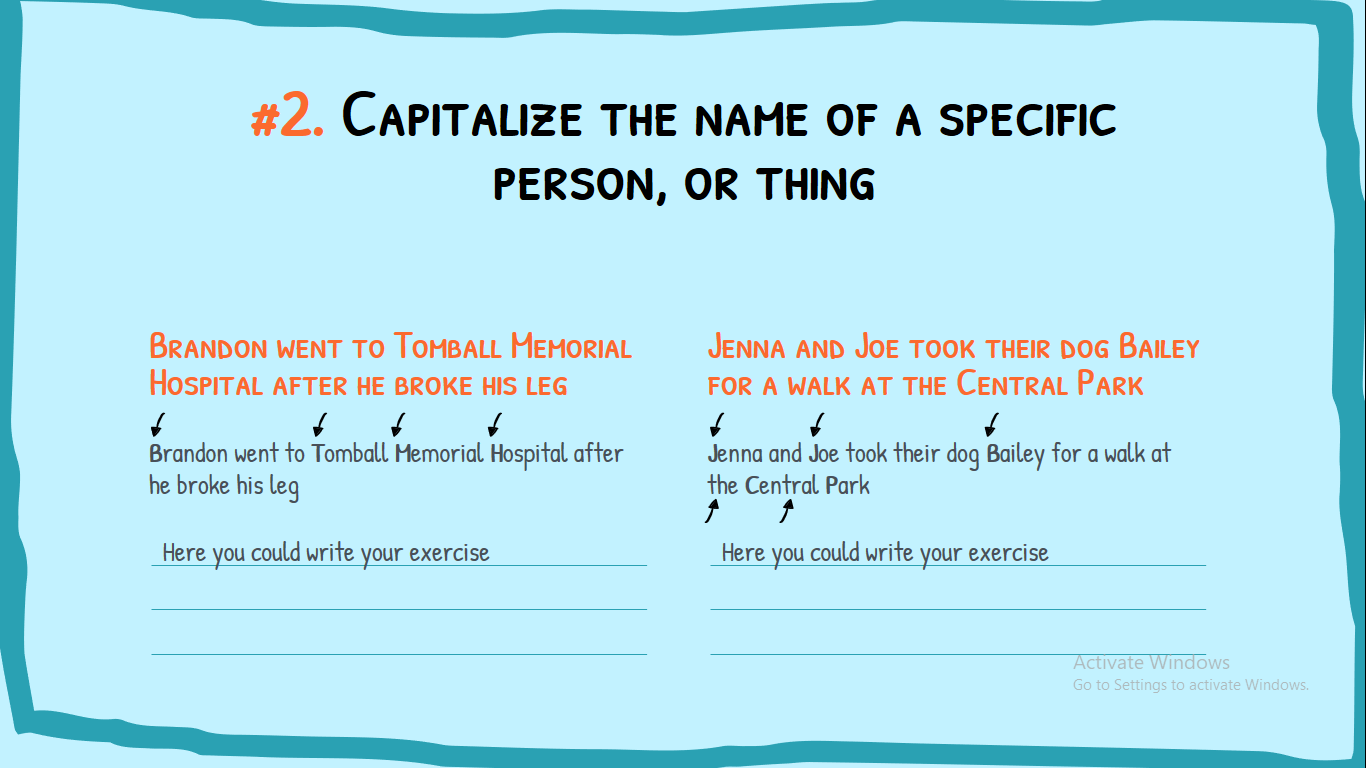 #2. Capitalize the name of a specific
person, or thing
Brandon went to Tomball Memorial
Hospital after he broke his leg
Brandon went to Tomball Memorial Hospital after
he broke his leg
Here you could write your exercise
Jenna and Joe took their dog Bailey
for a walk at the Central Park
Jenna and Joe took their dog Bailey for a walk at
the Central Park
Here you could write your exercise
Activate Windows
Go to Settings to activate Windows.